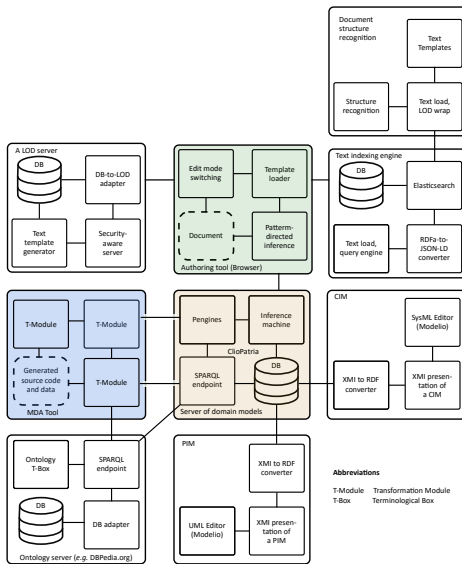 Document
structure
recognition
Text
Templates
Structure
recognition
Text load,
LOD wrap
A LOD server
DB
DB-to-LOD
adapter
Text
template
generator
Security-
aware
server
Edit mode
switching
Template
loader
Document
Patterm-
directed
inference
Authoring tool (Browser)
Text indexing engine
DB
Elasticsearch
Text load,
query engine
RDFa-to-
JSON-LD
converter
T-Module
T-Module
Generated
source code
and data
T-Module
MDA Tool
Pengines
Inference
machine
ClioPatria
SPARQL
endpoint
DB
Server of domain models
CIM
SysML Editor
(Modelio)
XMI to RDF
converter
XMI presen-
tation of
a CIM
Ontology
T-Box
SPARQL
endpoint
DB
DB adapter
Ontology server (e.g. DBPedia.org)
PIM
XMI to RDF
converter
UML Editor
(Modelio)
XMI presen-
tation of
a PIM
Abbreviations
T-Module Transformation Module
T-Box Terminological Box